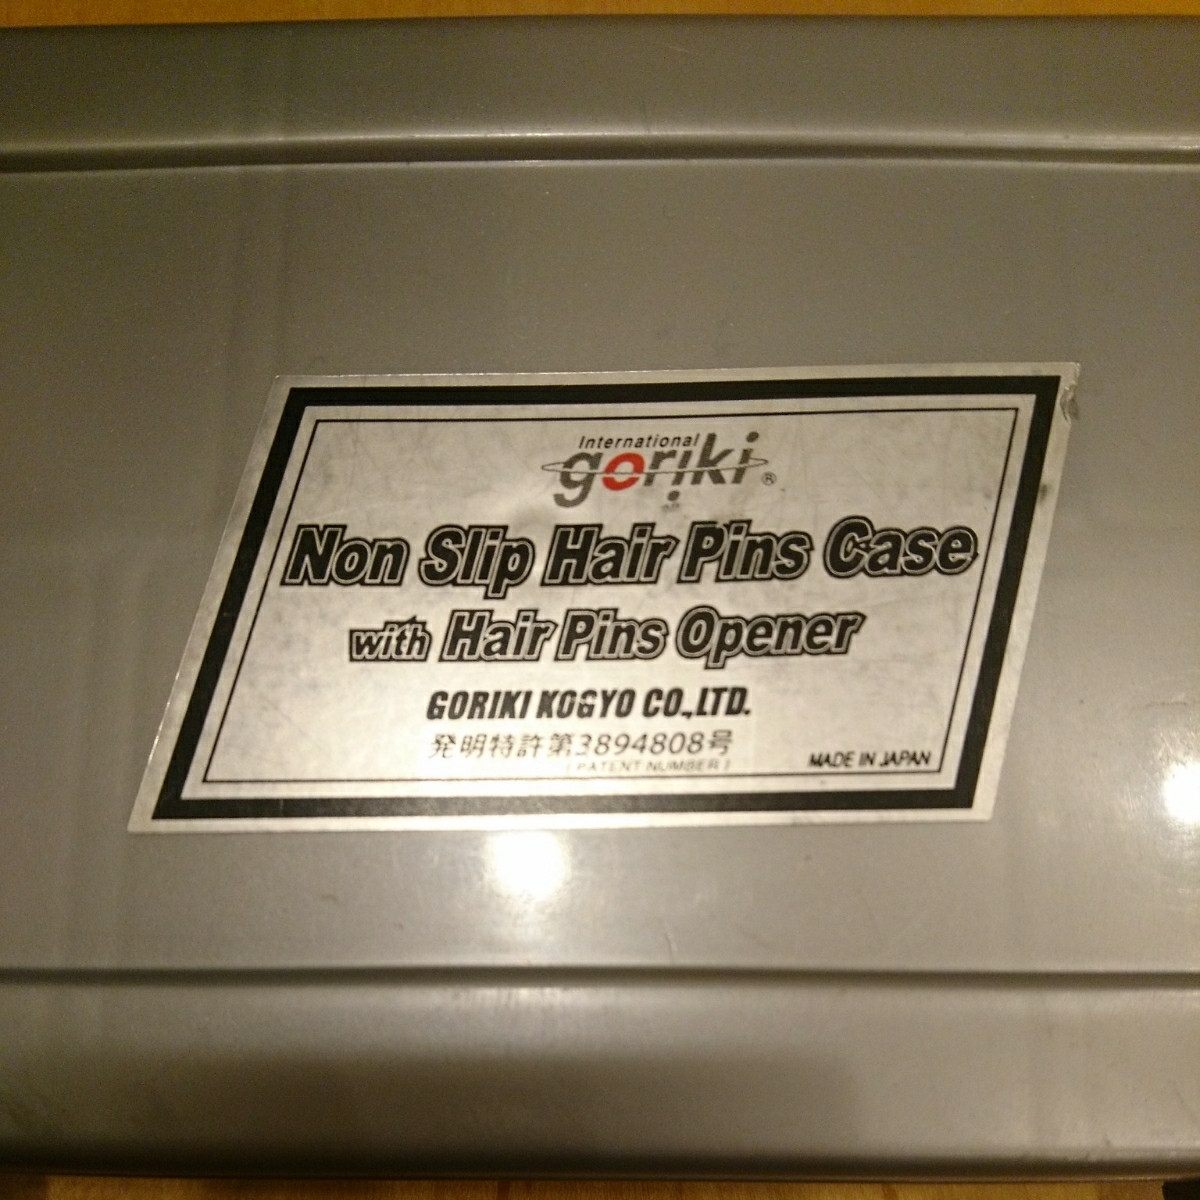 International
goriki®
Non Slip Hair Pins Case
with Hair Pins Opener
GORIKI KOGYO CO.,LTD.
発明特許第3894808号
(PATENT NUMBER)
MADE IN JAPAN